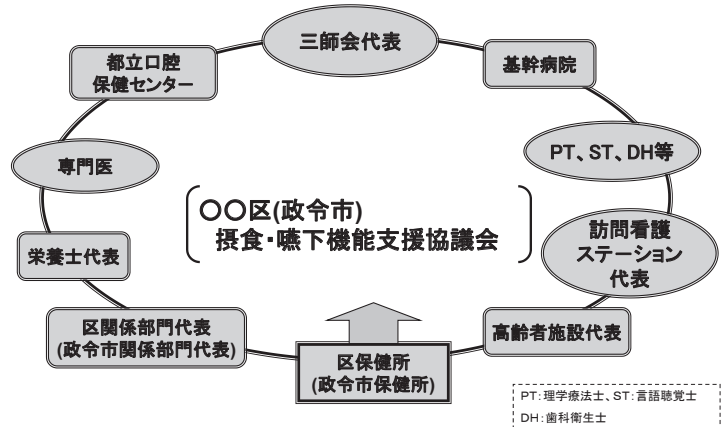 三師会代表
都立口腔
保健センター
基幹病院
専門医
PT、ST、DH等
〇〇区(政令市)
摂食・嚥下機能支援協議会
訪問看護
ステーション
代表
栄養士代表
区関係部門代表
(政令市関係部門代表)
高齢者施設代表
区保健所
(政令市保健所)
PT:理学療法士、ST:言語聴覚士
DH:歯科衛生士